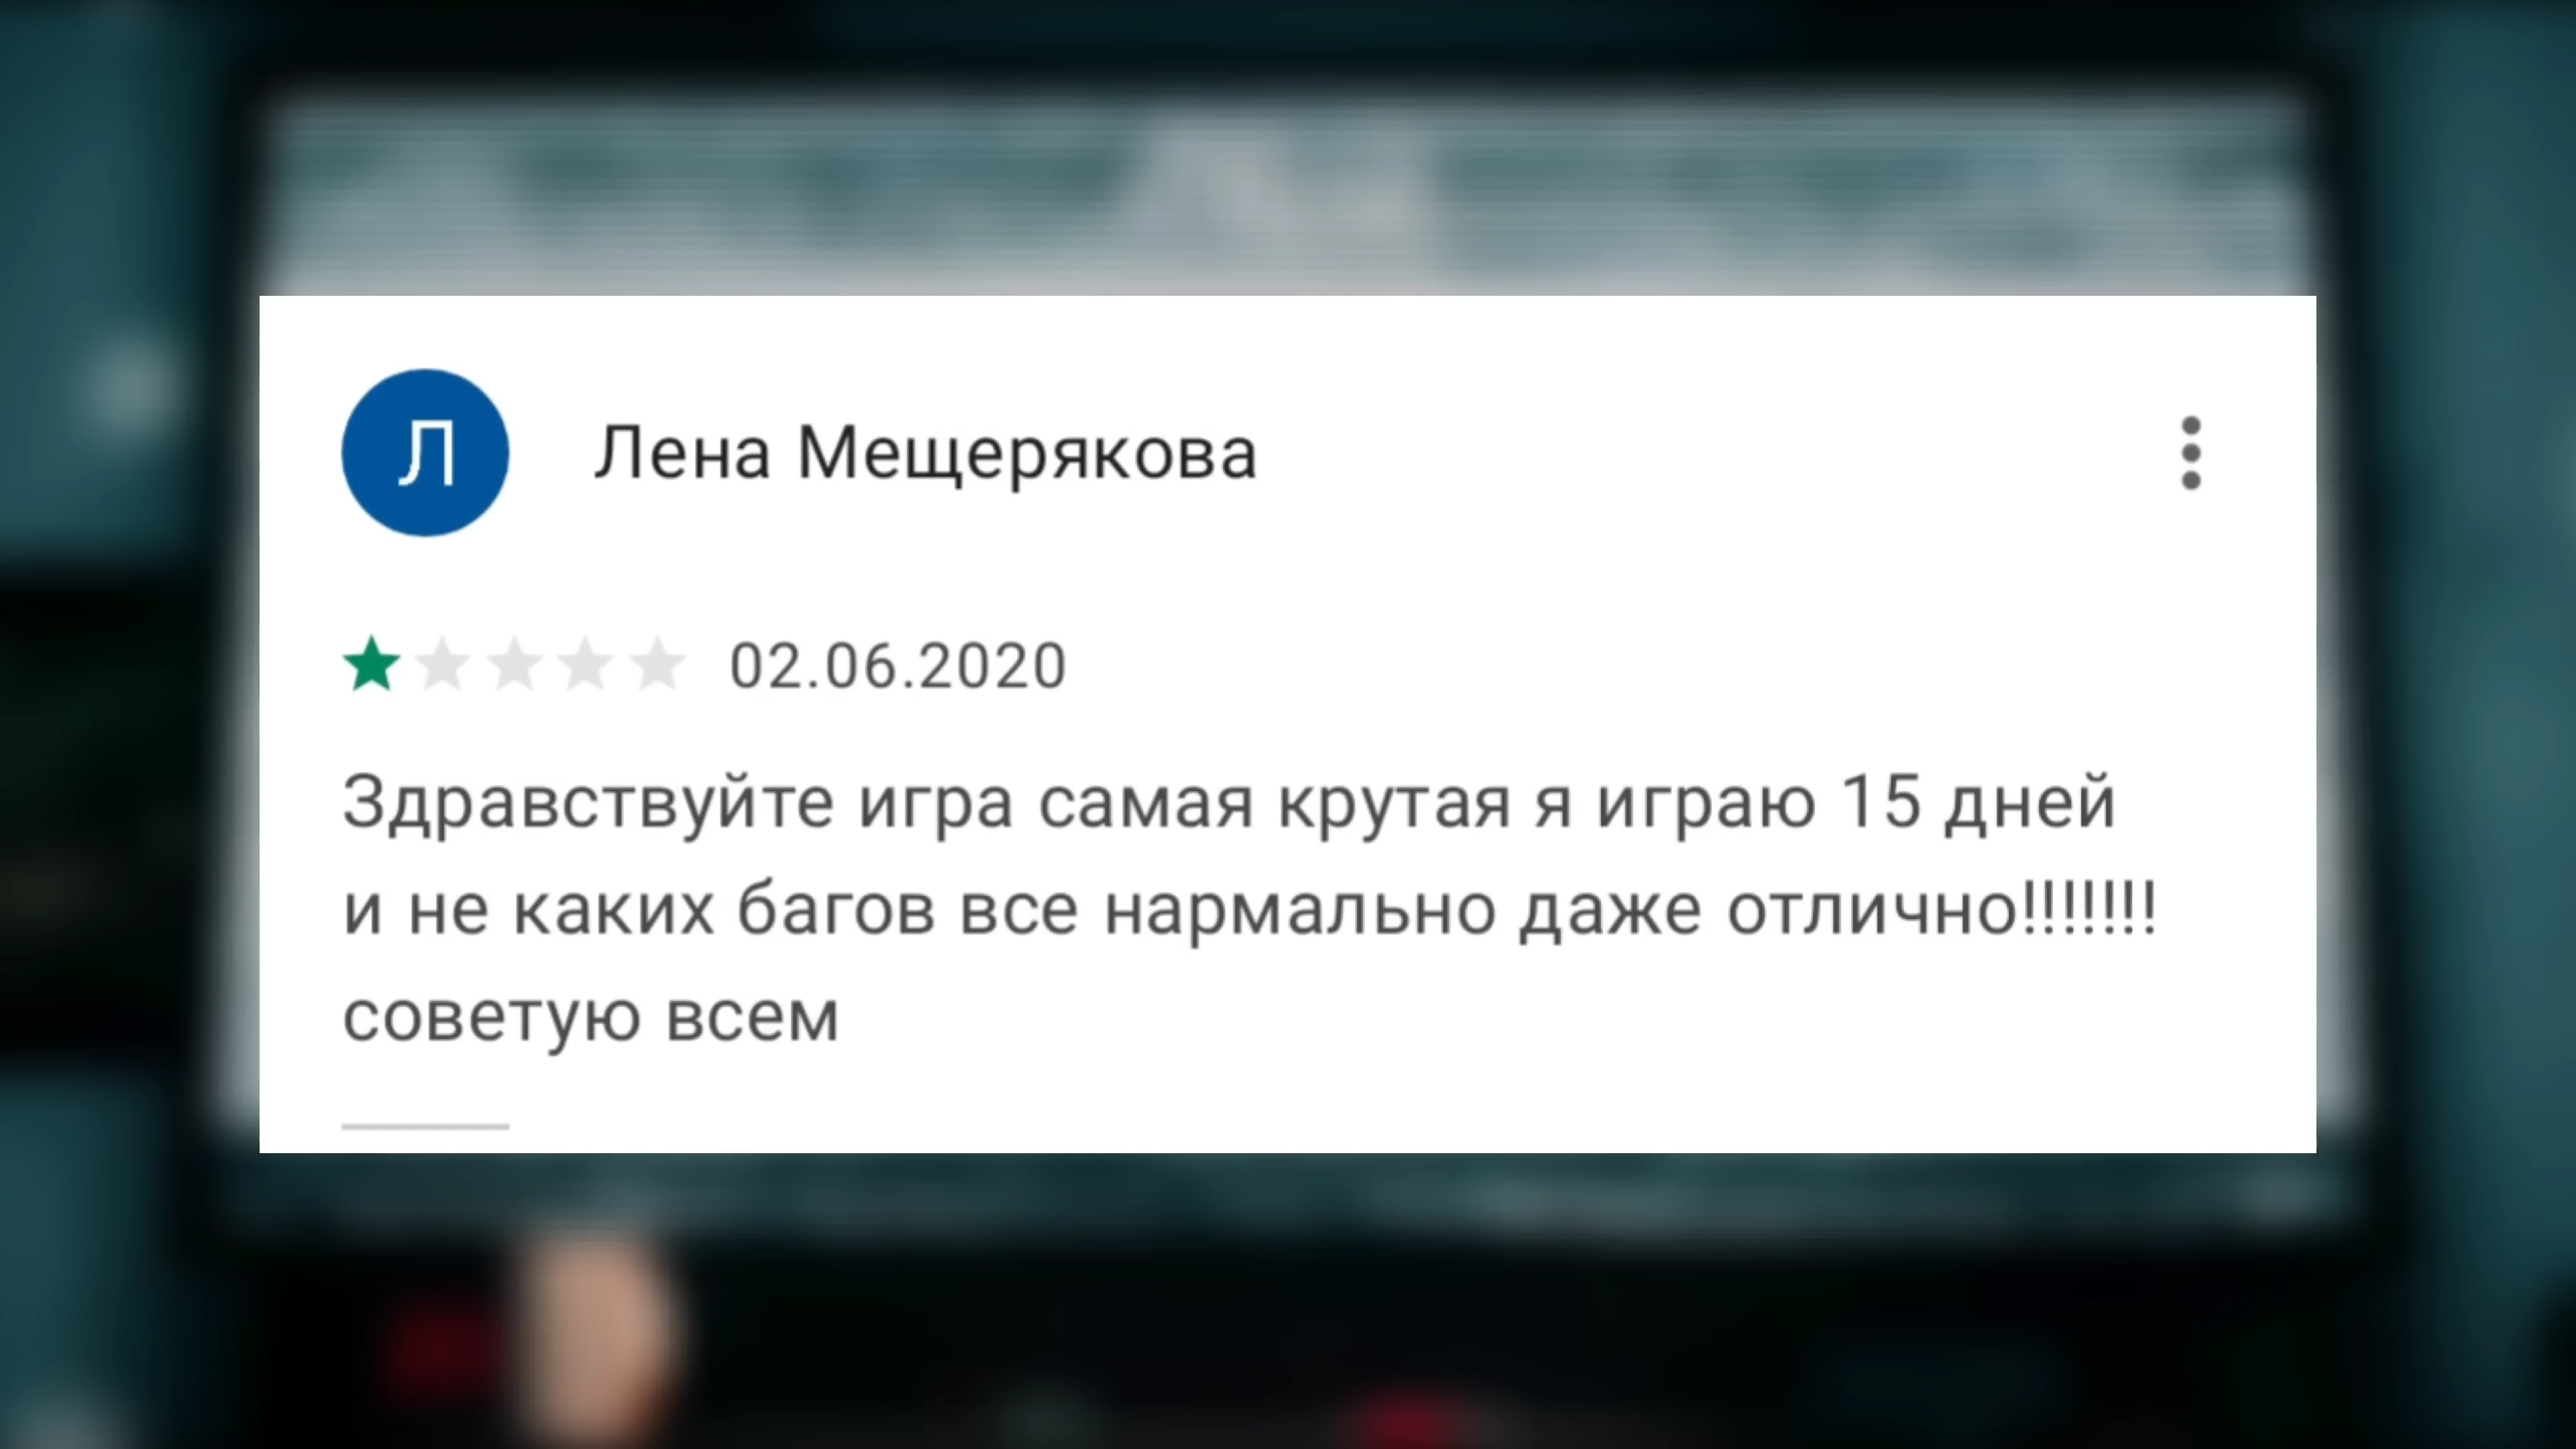 Л
Лена Мещерякова
02.06.2020
Здравствуйте игра самая крутая я играю 15 дней
и не каких багов все нармально даже отлично!!!!!!!
советую всем